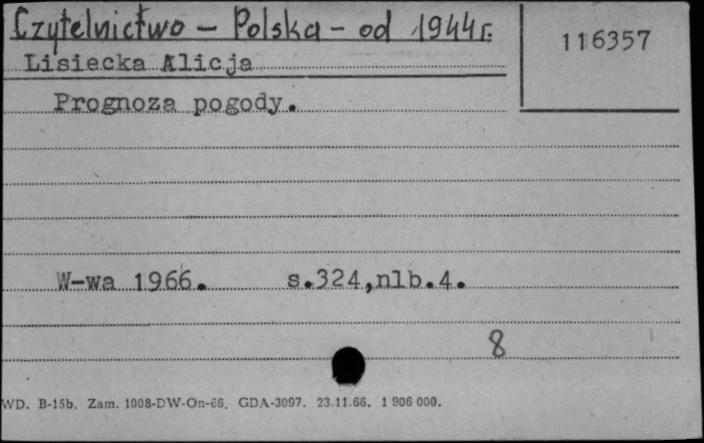 Czytelnictwo - Polska - od 1944 r.
116357
Lisiecka Alicja
Prognoza pogody.
W-wa 1966. s.324,nlb.4.
8
WD. B-15b. Zam. 1008-DW-On-66. GDA-3097. 23.11.66. 1 906 000.